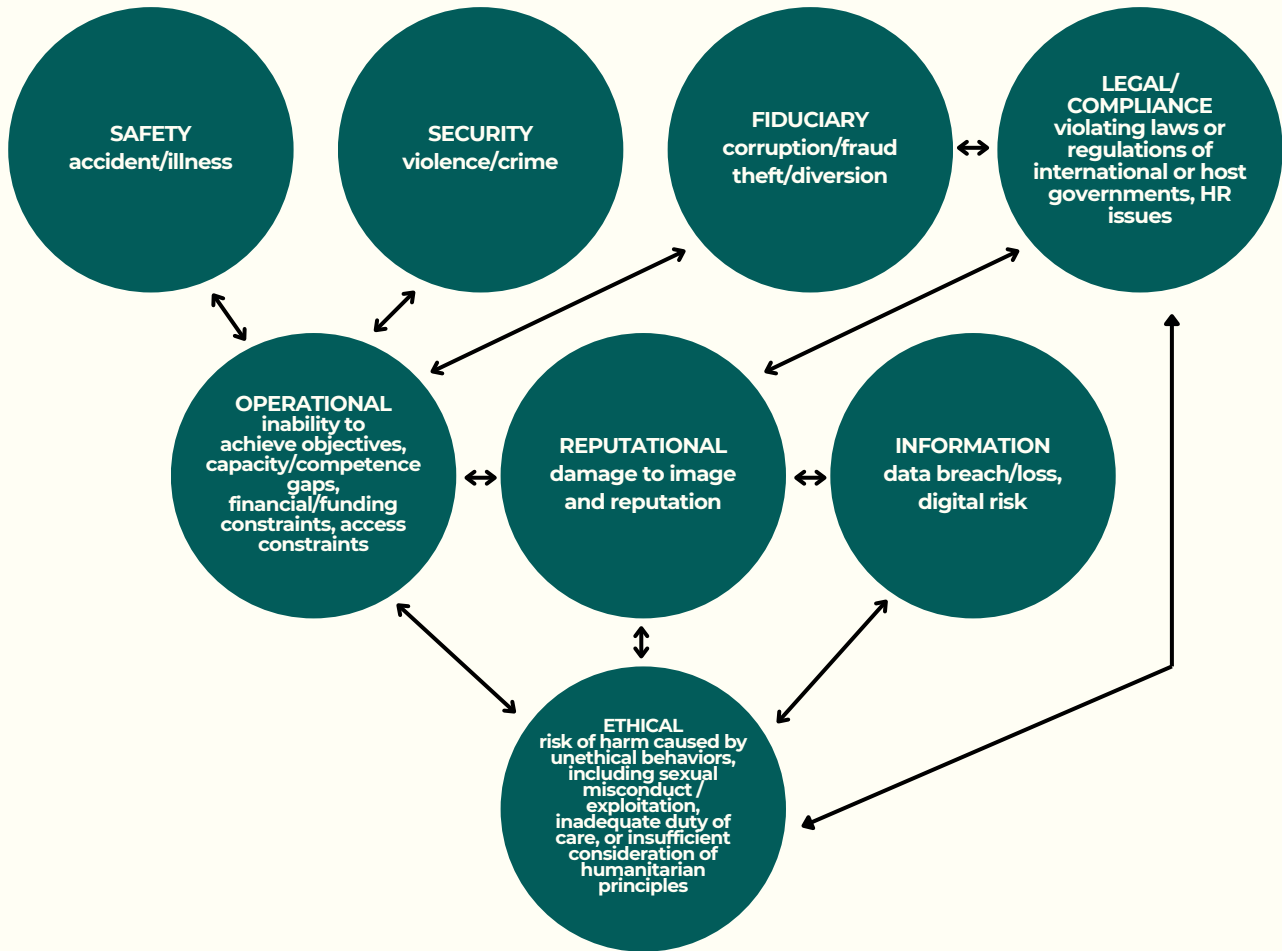 SAFETY
accident/illness
SECURITY
violence/crime
FIDUCIARY
corruption/fraud
theft/diversion
LEGAL/
COMPLIANCE
violating laws or
regulations of
international or host
governments, HR
issues
OPERATIONAL
inability to
achieve objectives,
capacity/competence
gaps,
financial/funding
constraints, access
constraints
REPUTATIONAL
damage to image
and reputation
INFORMATION
data breach/loss,
digital risk
ETHICAL
risk of harm caused by
unethical behaviors,
including sexual
misconduct /
exploitation,
inadequate duty of
care, or insufficient
consideration of
humanitarian
principles